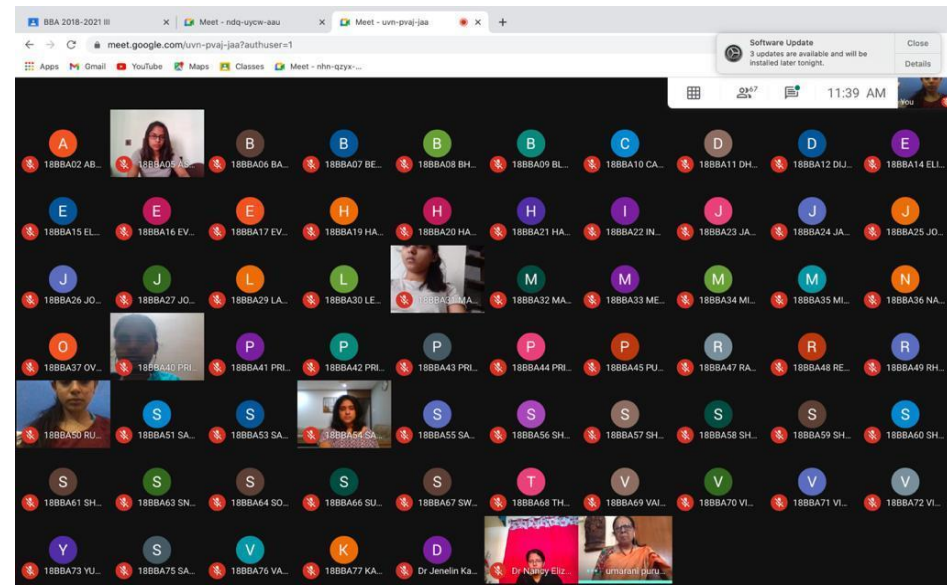 BBA 2018-2021 III
Meet - ndq-uycw-aau
Meet - uvn-pvaj-jaa
meet.google.com/uvn-pvaj-jaa?authuser=1
Apps Gmail YouTube Maps Classes Meet - nhn-qzyx-...
Software Update
3 updates are available and will be
installed later tonight.
Close
Details
67
11:39 AM
You
A B B B B C D D E
18BBA02 AB... 18BBA05 AS... 18BBA06 BA... 18BBA07 BE... 18BBA08 BH... 18BBA09 BL... 18BBA10 CA... 18BBA11 DH... 18BBA12 DIJ... 18BBA14 ELI...
E E E H H H I J J J
18BBA15 EL... 18BBA16 EV... 18BBA17 EV... 18BBA19 HA... 18BBA20 HA... 18BBA21 HA... 18BBA22 IN... 18BBA23 JA... 18BBA24 JA... 18BBA25 JO...
J J L L M M M M N
18BBA26 JO... 18BBA27 JO... 18BBA29 LA... 18BBA30 LE... 18BBA31 MA... 18BBA32 MA... 18BBA33 ME... 18BBA34 MI... 18BBA35 MI... 18BBA36 NA...
O P P P P P R R R
18BBA37 OV... 18BBA40 PRI... 18BBA41 PRI... 18BBA42 PRI... 18BBA43 PRI... 18BBA44 PRI... 18BBA45 PU... 18BBA47 RA... 18BBA48 RE... 18BBA49 RH...
S S S S S S S S
18BBA50 RU... 18BBA51 SA... 18BBA53 SA... 18BBA54 SA... 18BBA55 SA... 18BBA56 SH... 18BBA57 SH... 18BBA58 SH... 18BBA59 SH... 18BBA60 SH...
S S S S S T V V V V
18BBA61 SH... 18BBA63 SN... 18BBA64 SO... 18BBA66 SU... 18BBA67 SW... 18BBA68 TH... 18BBA69 VAI... 18BBA70 VI... 18BBA71 VI... 18BBA72 VI...
Y S V K D
18BBA73 YU... 18BBA75 SA... 18BBA76 VA... 18BBA77 KA... Dr Jenelin Ka... Dr Nancy Eliz... umarani puru...